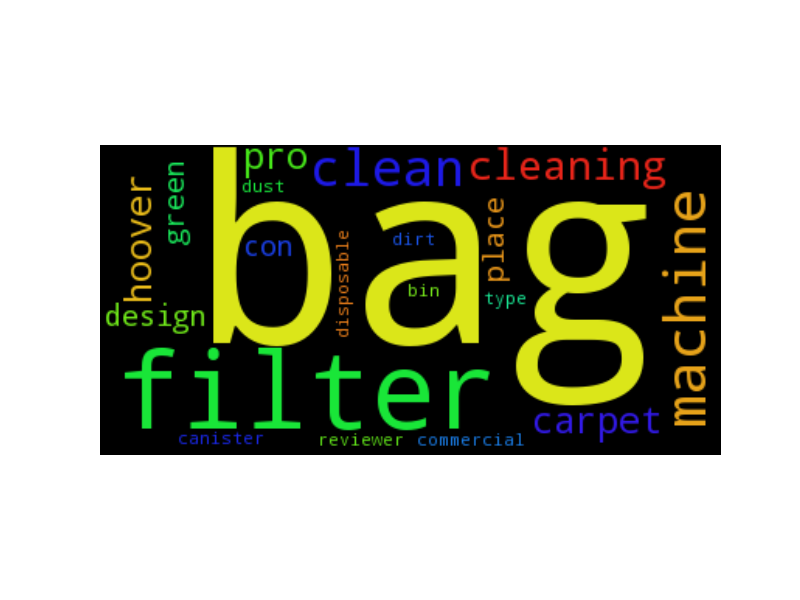 pro
clean
cleaning
dust
green
hoover
bag
con
dirt
place
disposable
bin
type
machine
design
filter
carpet
canister
reviewer
commercial